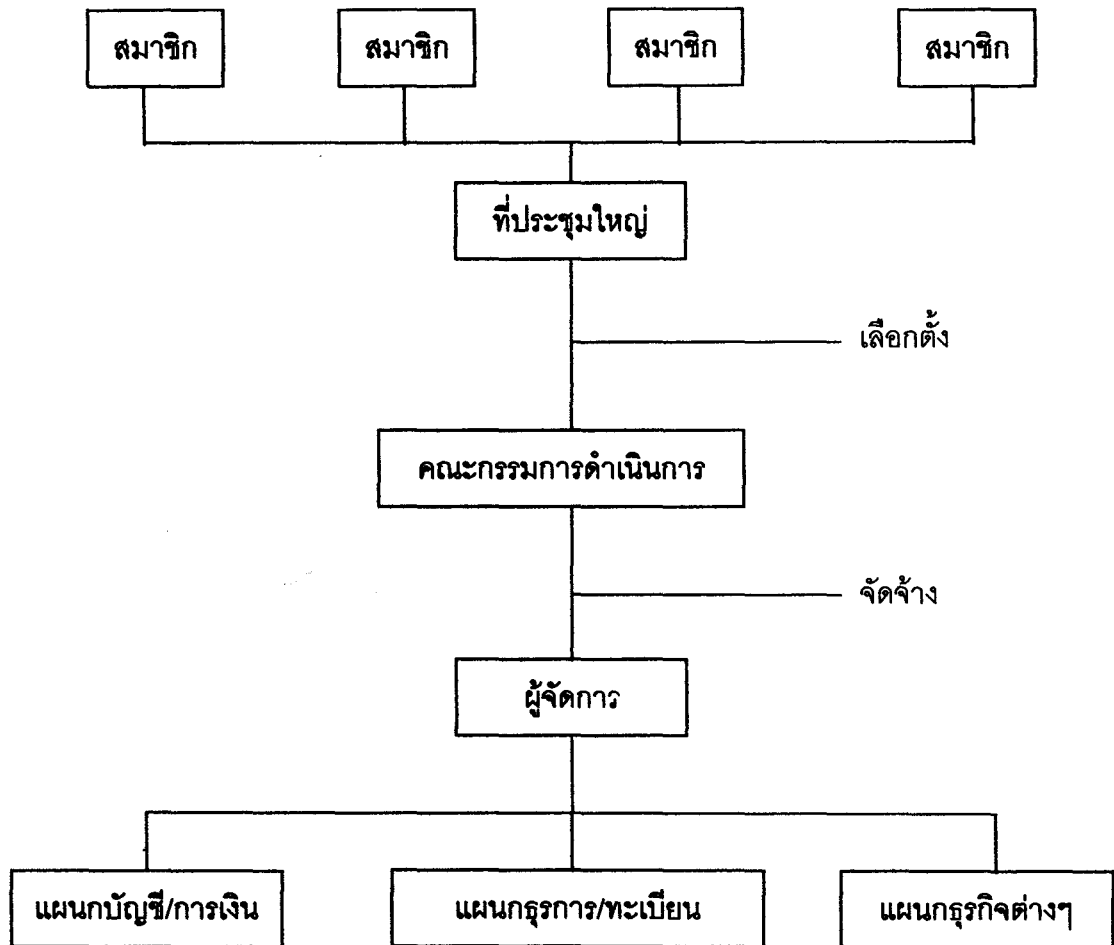 สมาชิก
สมาชิก
สมาชิก
สมาชิก
ที่ประชุมใหญ่
เลือกตั้ง
คณะกรรมการดำเนินการ
จัดจ้าง
ผู้จัดการ
แผนกบัญชี/การเงิน
แผนกธุรการ/ทะเบียน
แผนกธุรกิจต่างๆ